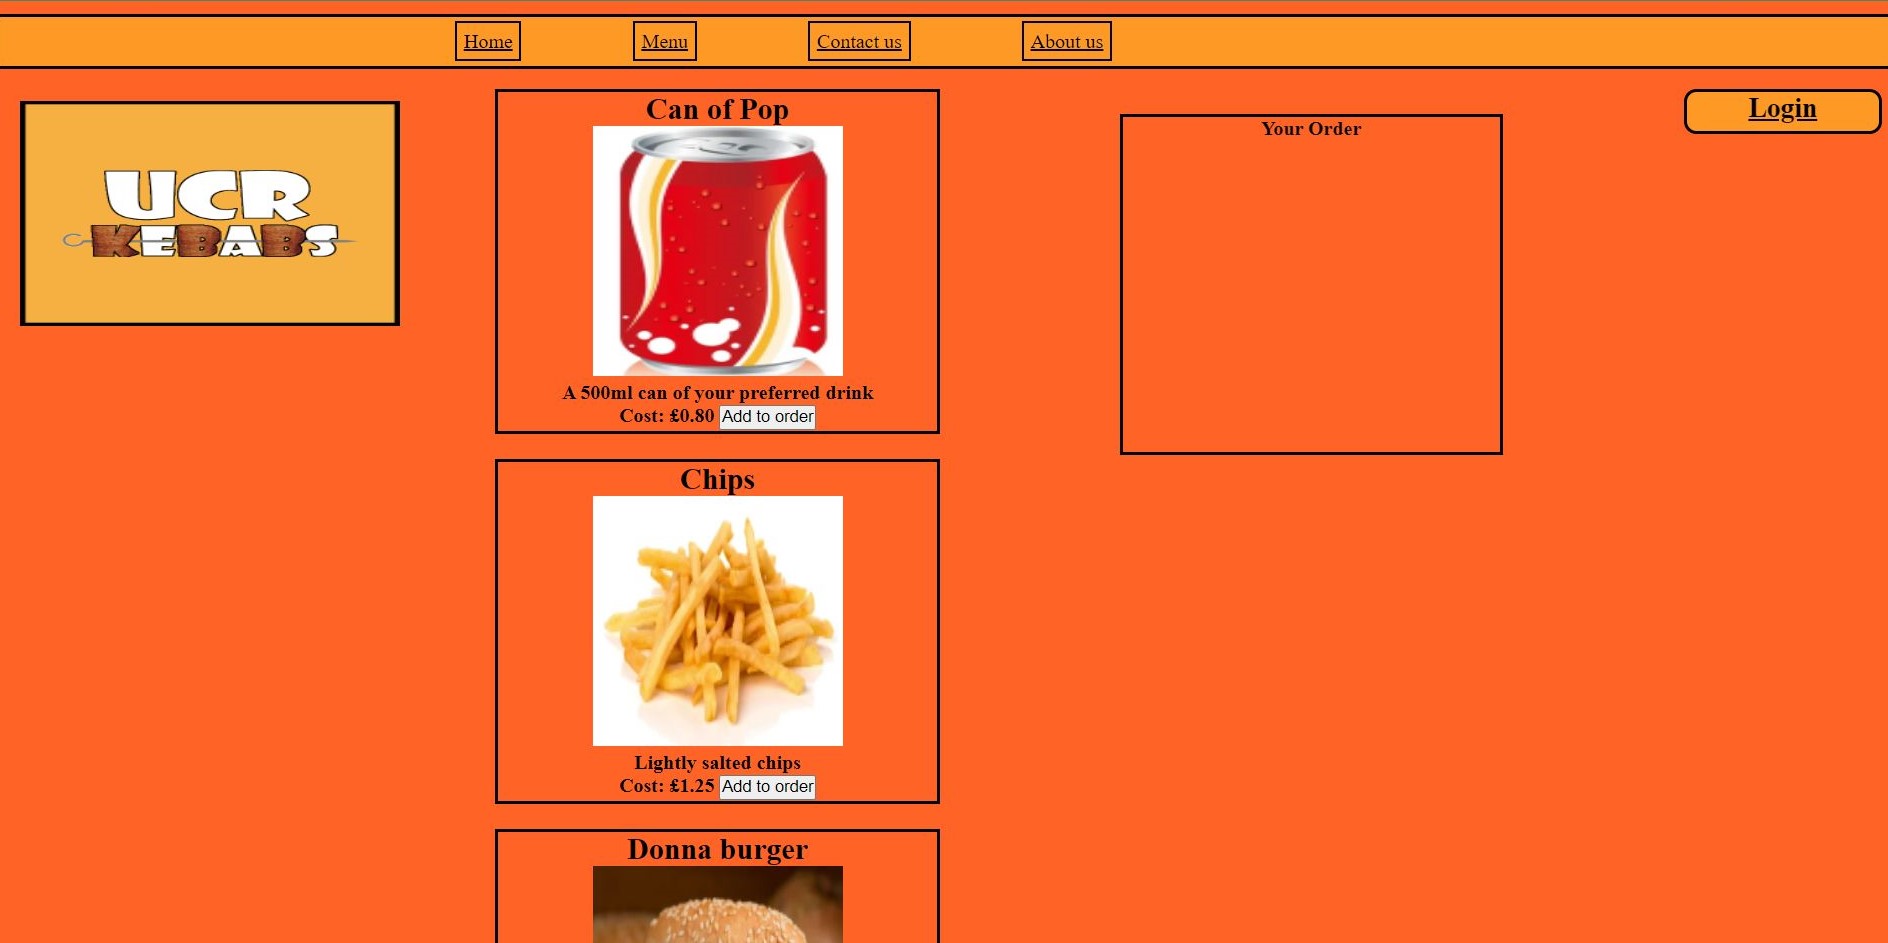 Home
Menu
Contact us
About us
UCR
KEBABS
Can of Pop
A 500ml can of your preferred drink
Cost: £0.80 Add to order
Chips
Lightly salted chips
Cost: £1.25 Add to order
Donna burger
Your Order
Login